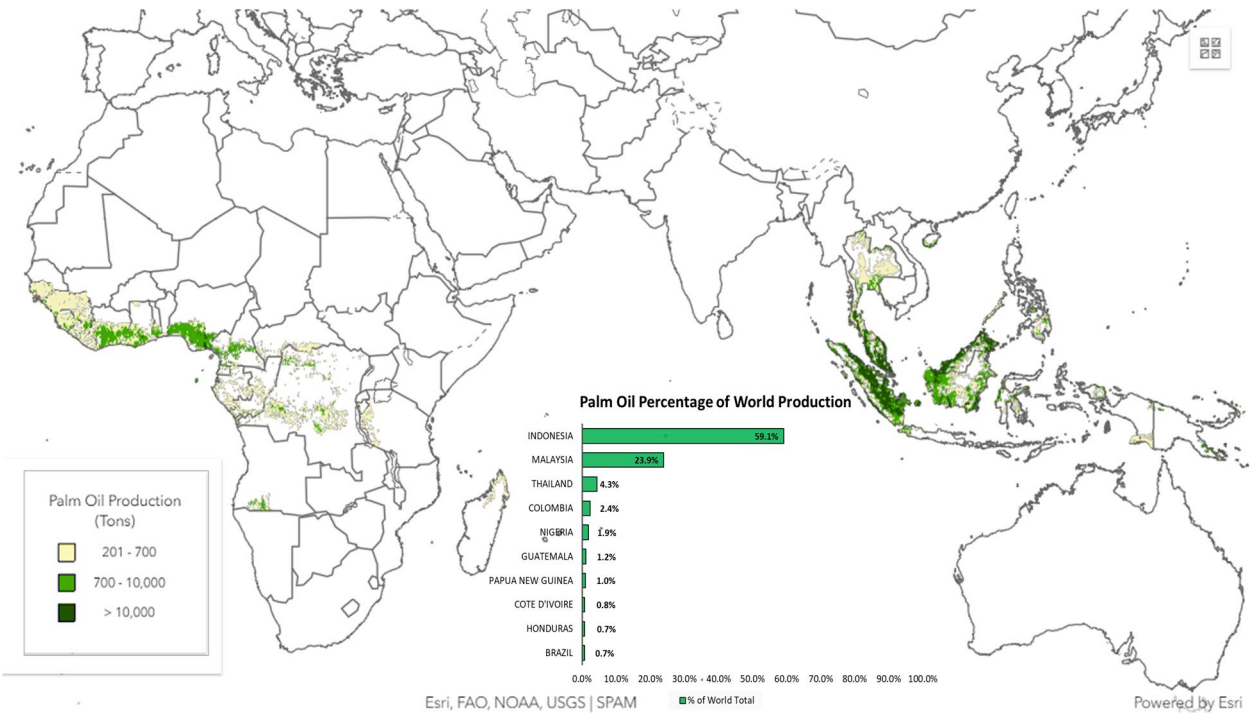 Palm Oil Percentage of World Production
INDONESIA 59.1%
MALAYSIA 23.9%
THAILAND 4.3%
COLOMBIA 2.4%
NIGERIA 1.9%
GUATEMALA 1.2%
PAPUA NEW GUINEA 1.0%
COTE D'IVOIRE 0.8%
HONDURAS 0.7%
BRAZIL 0.7%
0.0% 10.0% 20.0% 30.0% 40.0% 50.0% 60.0% 70.0% 80.0% 90.0% 100.0%
% of World Total
Palm Oil Production
(Tons)
201 - 700
700 - 10,000
> 10,000
Esri, FAO, NOAA, USGS | SPAM
Powered by Esri